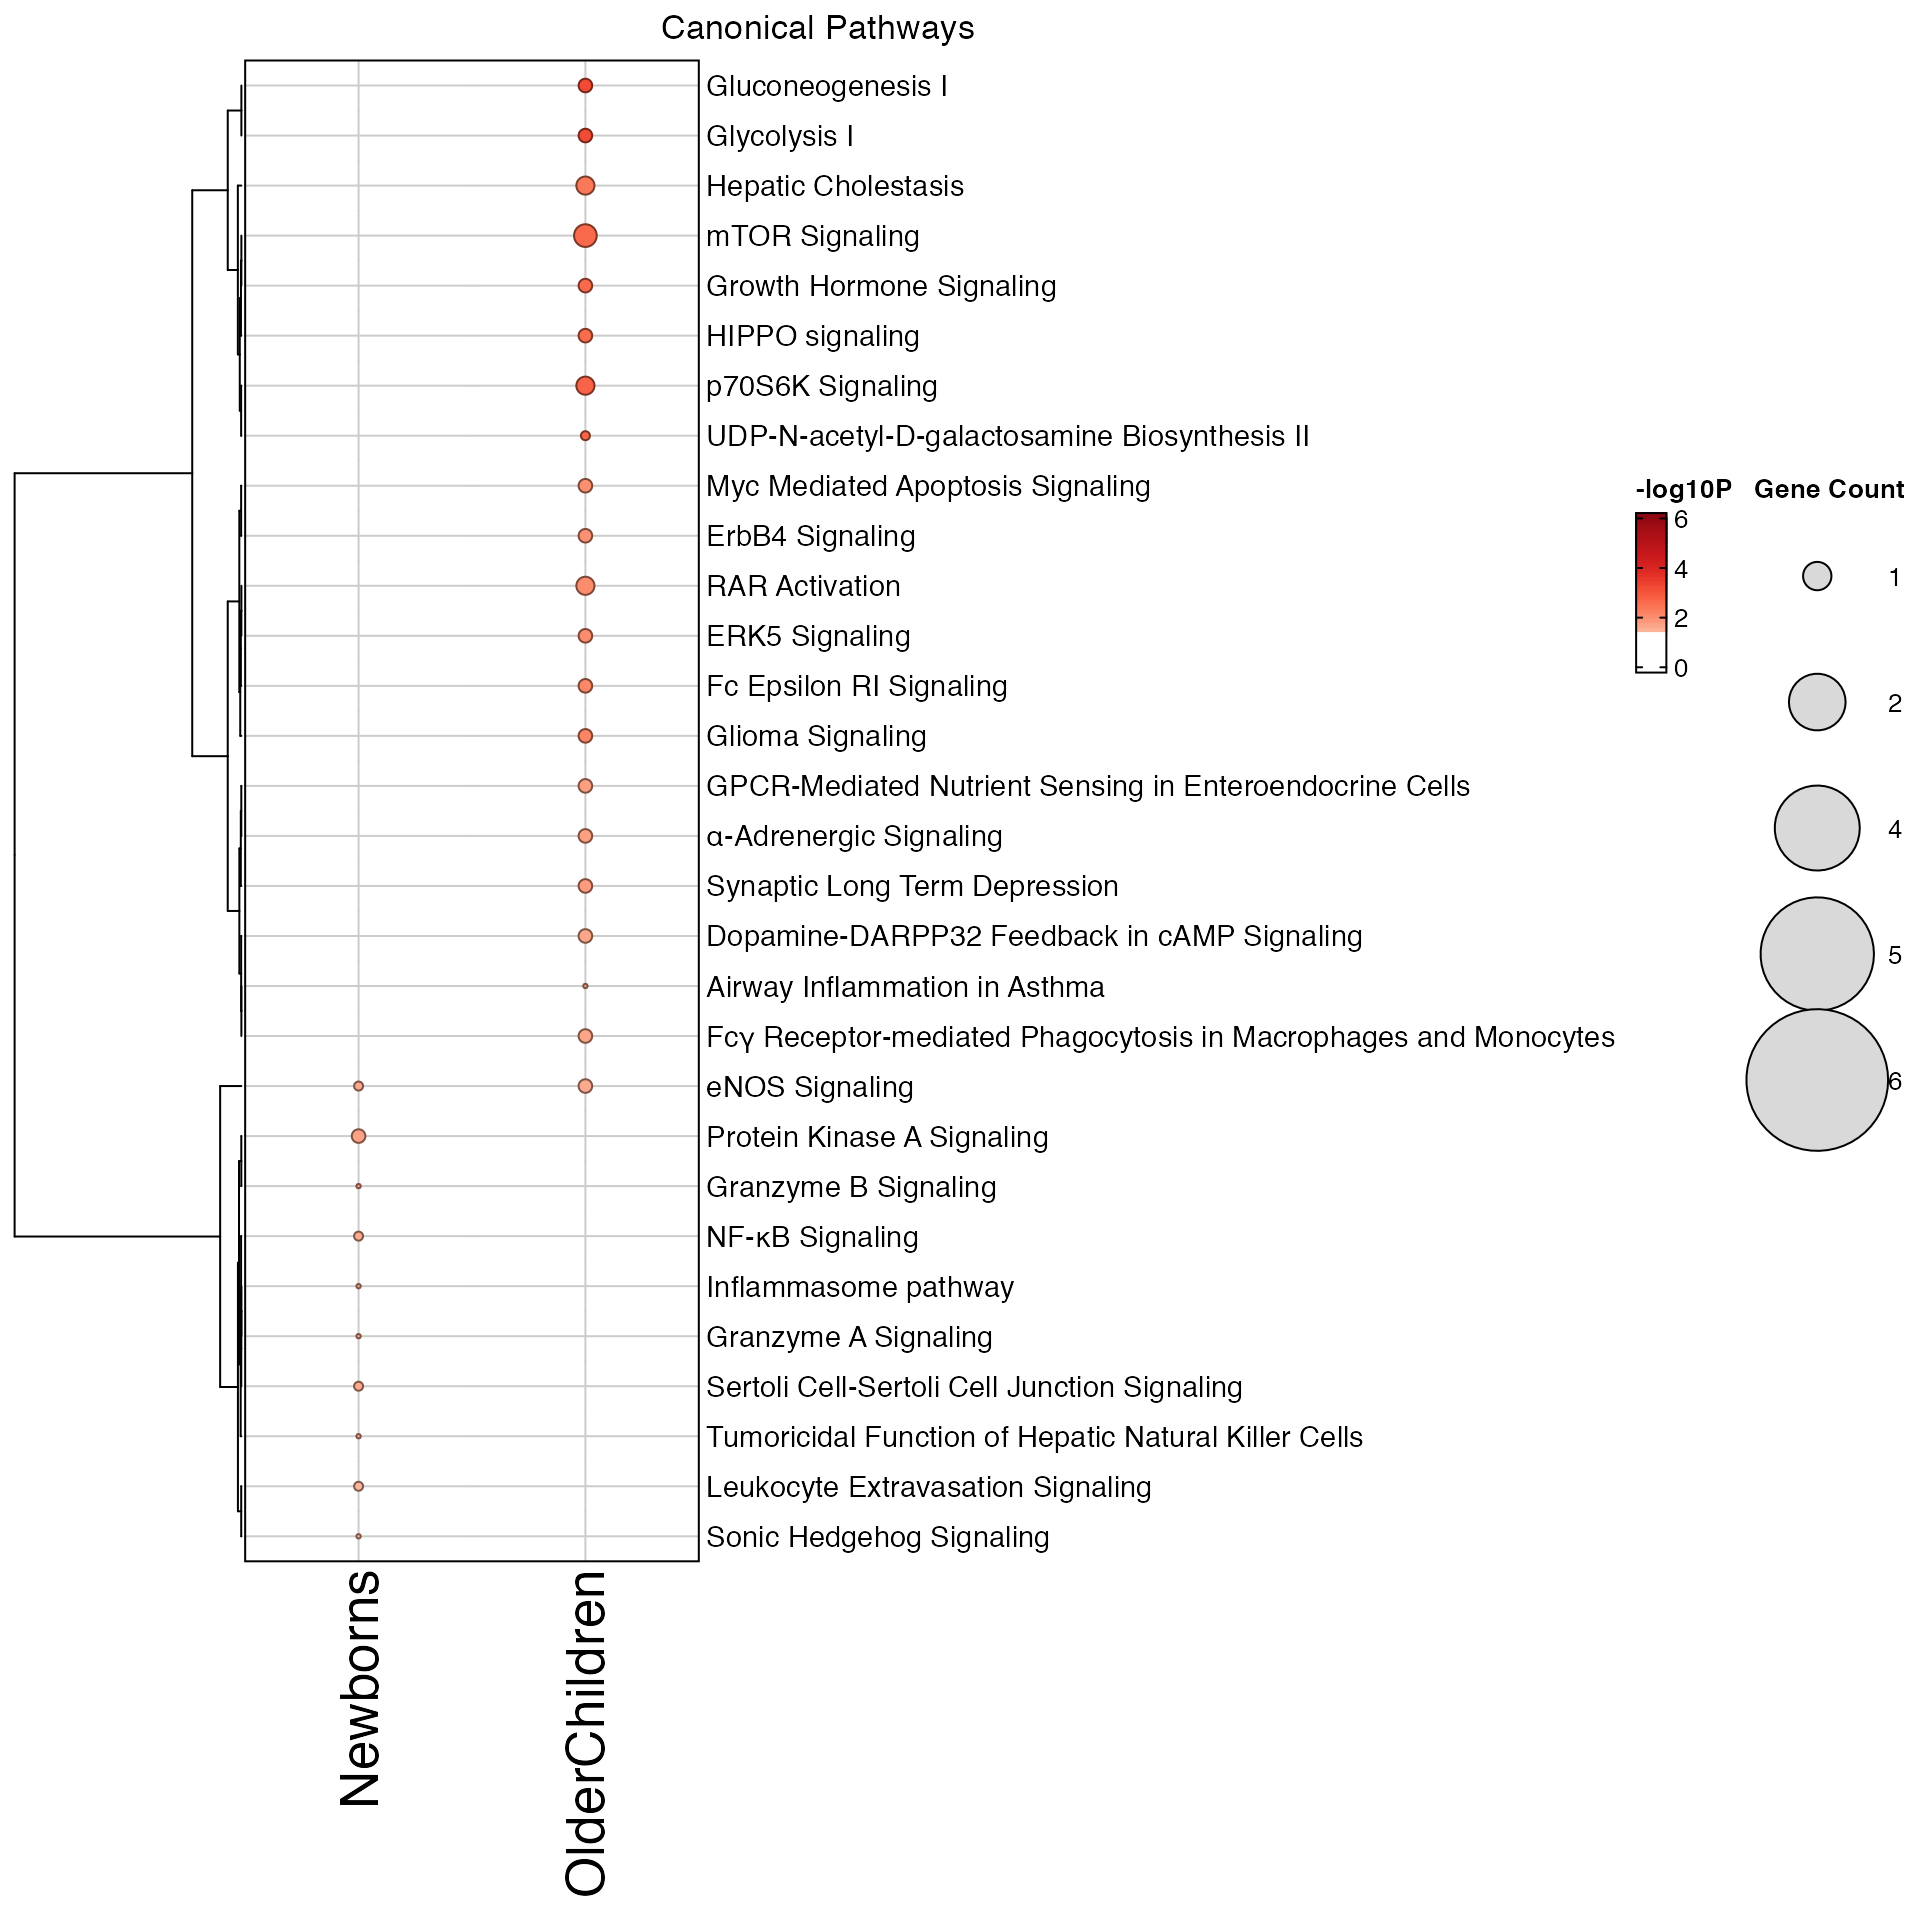 Canonical Pathways
Gluconeogenesis I
Glycolysis I
Hepatic Cholestasis
mTOR Signaling
Growth Hormone Signaling
HIPPO signaling
p70S6K Signaling
UDP-N-acetyl-D-galactosamine Biosynthesis II
Myc Mediated Apoptosis Signaling
ErbB4 Signaling
RAR Activation
ERK5 Signaling
Fc Epsilon RI Signaling
Glioma Signaling
GPCR-Mediated Nutrient Sensing in Enteroendocrine Cells
α-Adrenergic Signaling
Synaptic Long Term Depression
Dopamine-DARPP32 Feedback in cAMP Signaling
Airway Inflammation in Asthma
Fcγ Receptor-mediated Phagocytosis in Macrophages and Monocytes
eNOS Signaling
Protein Kinase A Signaling
Granzyme B Signaling
NF-κB Signaling
Inflammasome pathway
Granzyme A Signaling
Sertoli Cell-Sertoli Cell Junction Signaling
Tumoricidal Function of Hepatic Natural Killer Cells
Leukocyte Extravasation Signaling
Sonic Hedgehog Signaling
Newborns
OlderChildren
-log10P
6
4
2
0
Gene Count
1
2
4
5
6